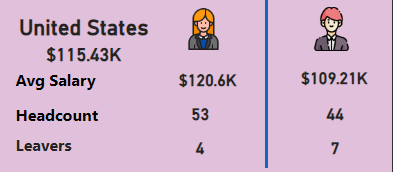 United States
$115.43K
Avg Salary $120.6K $109.21K
Headcount 53 44
Leavers 4 7